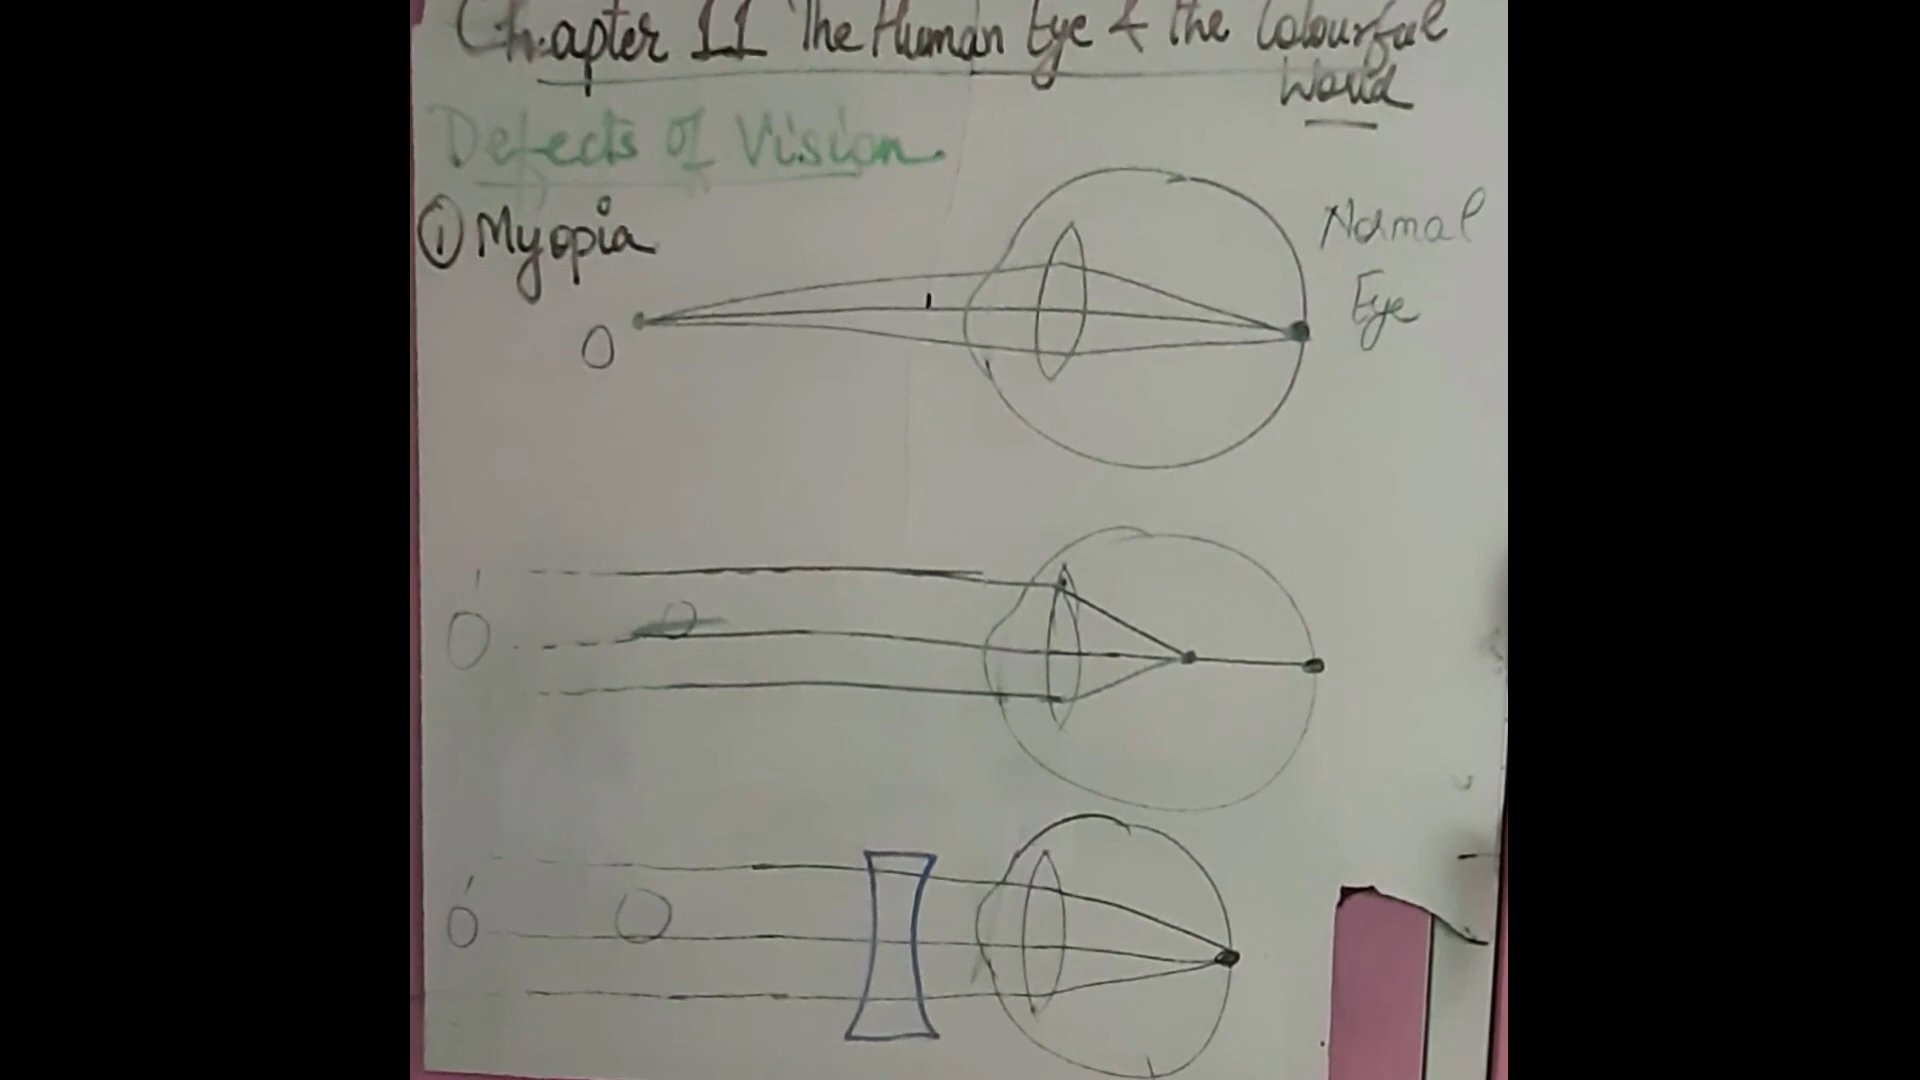 Chapter 11 The Human Eye & the Colourful
World
Defects of Vision.
① Myopia
Normal
Eye
O
O'
O
O'
O